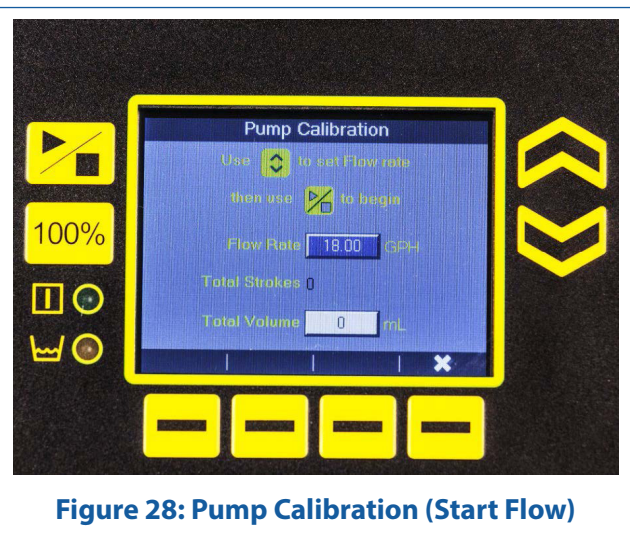 Pump Calibration
Use to set Flow rate
then use to begin
100%
Flow Rate 18.00 GPH
Total Strokes 0
Total Volume 0 mL
Figure 28: Pump Calibration (Start Flow)